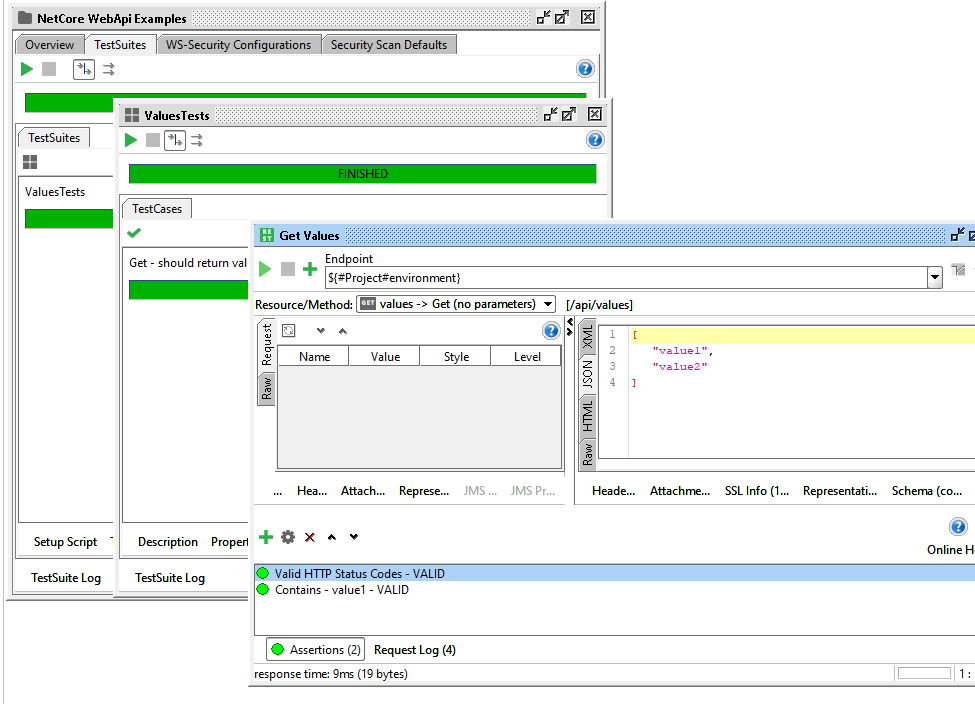 NetCore WebApi Examples
Overview TestSuites WS-Security Configurations Security Scan Defaults
TestSuites
ValuesTests
Setup Script
TestSuite Log
ValuesTests
FINISHED
TestCases
Get - should return val
Description Propert
TestSuite Log
REST Get Values
Endpoint
${#Project#environment}
Resource/Method: GET values -> Get (no parameters) [/api/values]
Request
Raw
Name Value Style Level
... Hea... Attach... Represe... JMS ... JMS Pr...
XML
JSON
HTML
Raw
1 [
2 "value1",
3 "value2"
4 ]
Heade... Attachme... SSL Info (1... Representati... Schema (co...
Online He
Valid HTTP Status Codes - VALID
Contains - value1 - VALID
Assertions (2) Request Log (4)
response time: 9ms (19 bytes)
1 :